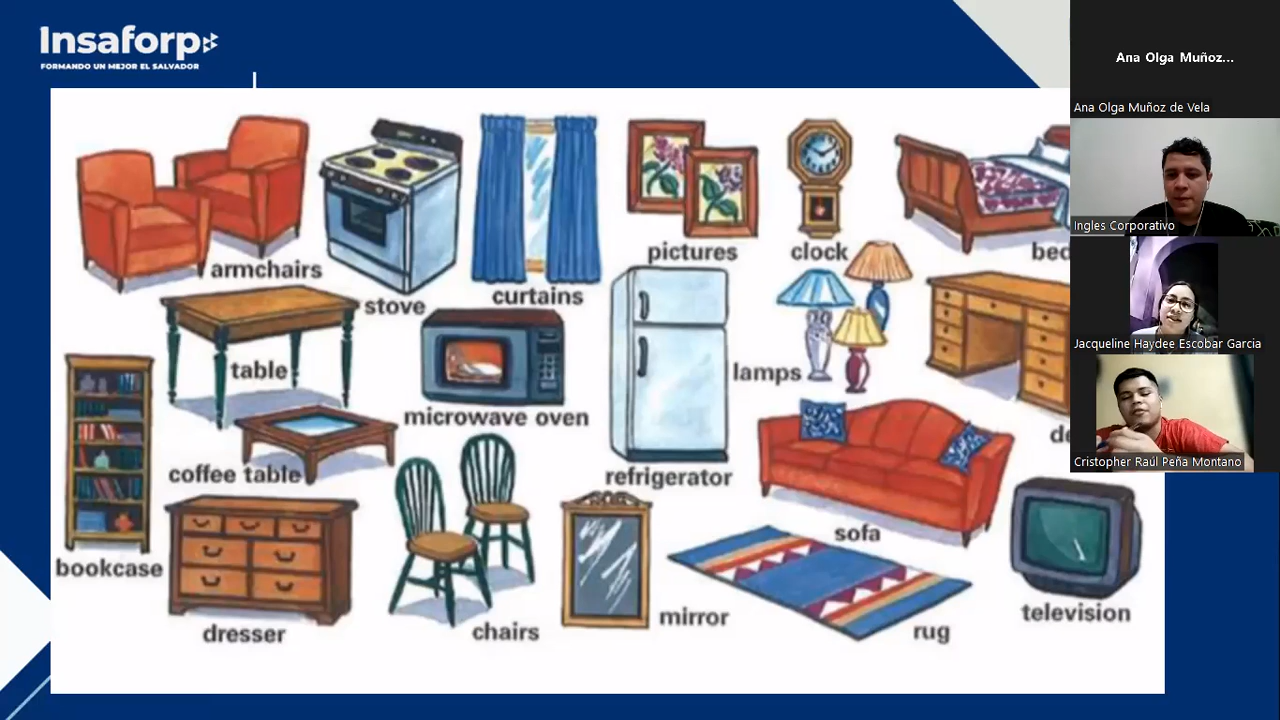 Insaforp
FORMANDO UN MEJOR EL SALVADOR
Ana Olga Muñoz...
Ana Olga Muñoz de Vela
Ingles Corporativo
Jacqueline Haydee Escobar Garcia
Cristopher Raúl Peña Montano
pictures
clock
bed
armchairs
stove
curtains
table
microwave oven
lamps
coffee table
refrigerator
sofa
bookcase
dresser
chairs
mirror
rug
television